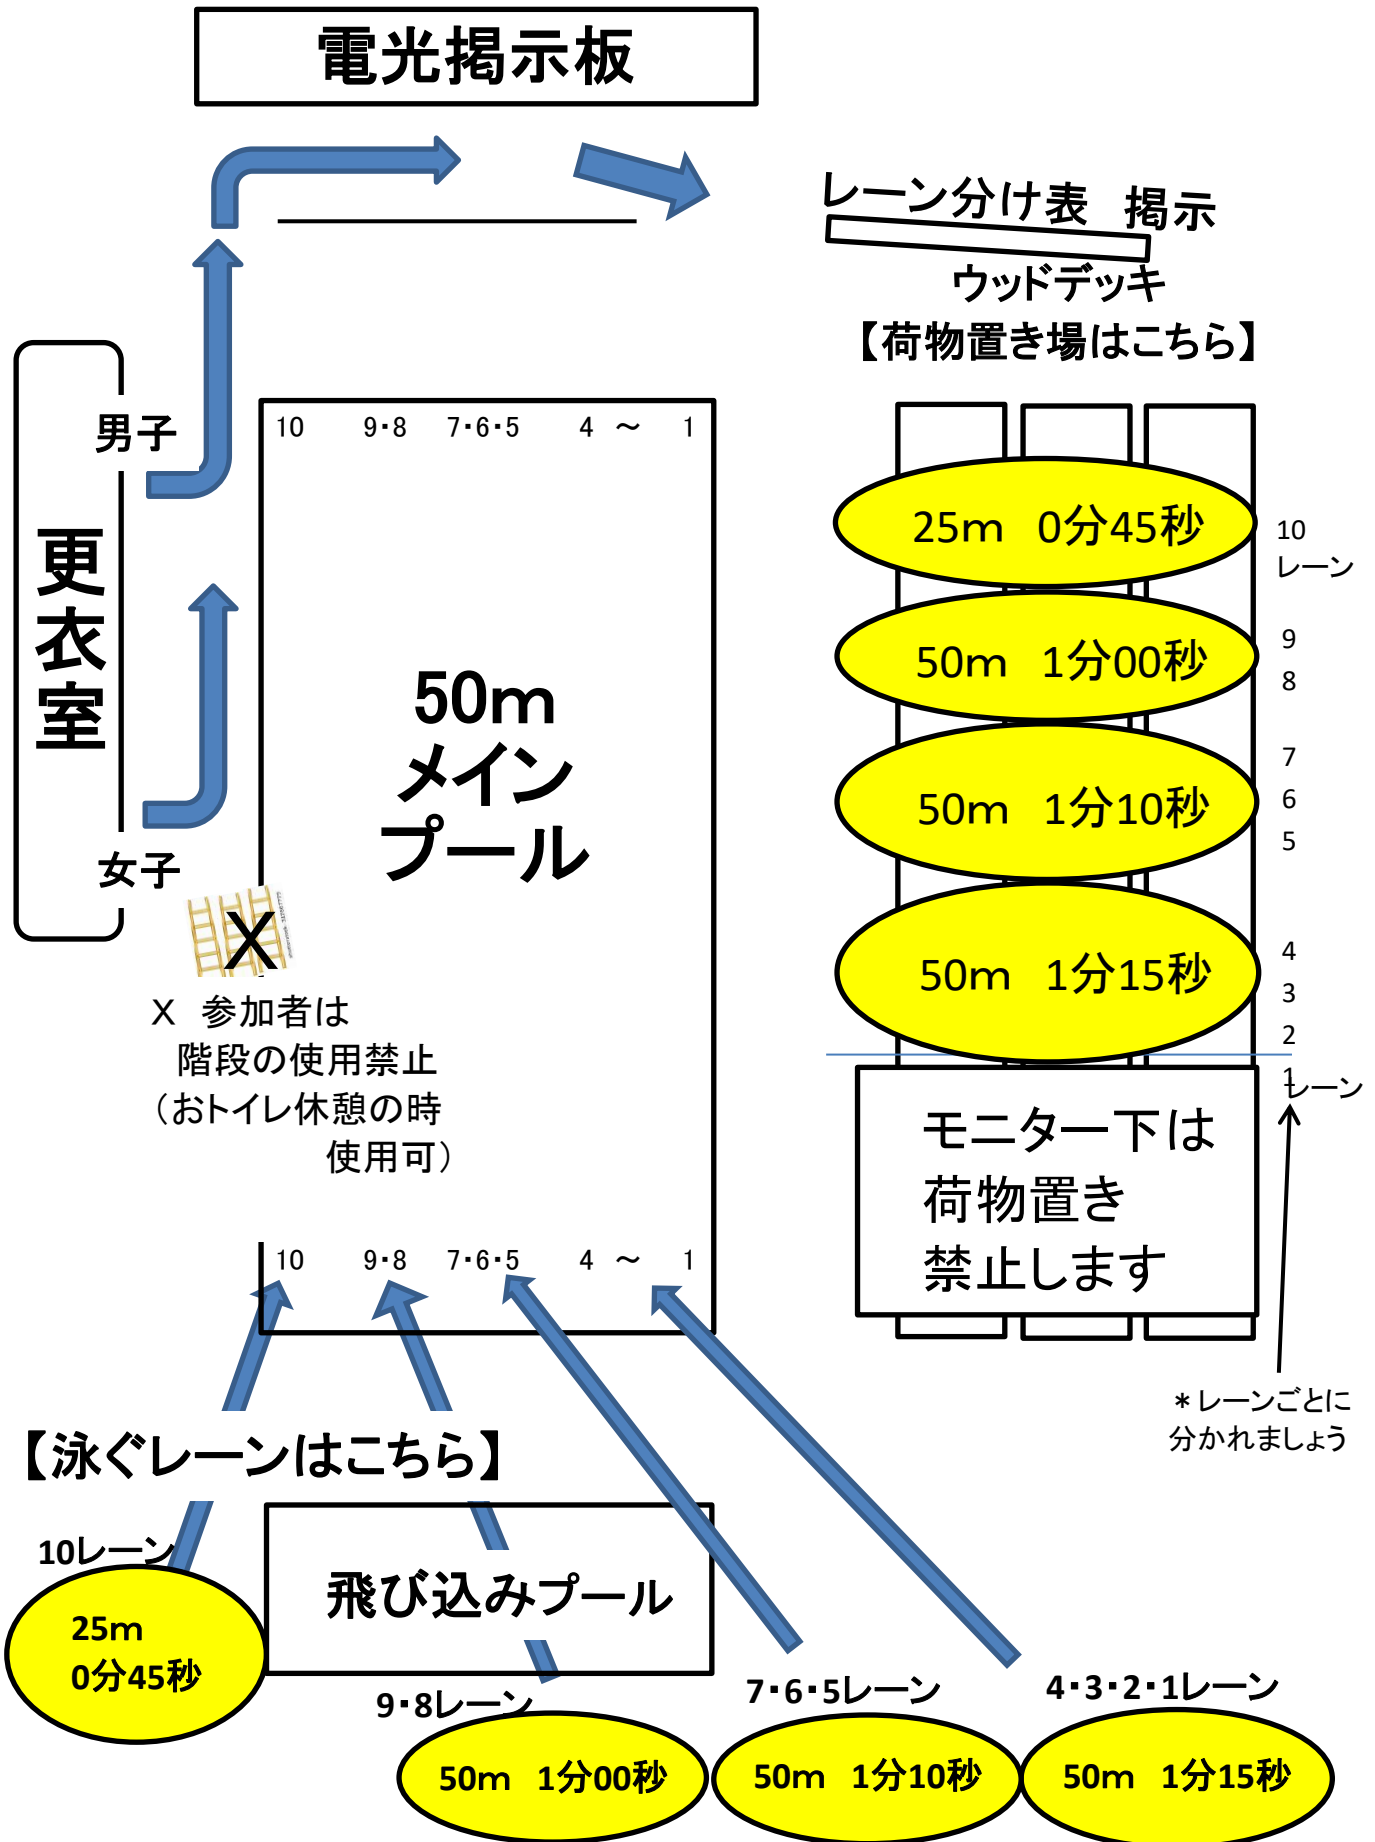 電光掲示板
レーン分け表　掲示
ウッドデッキ
【荷物置き場はこちら】
男子
更衣室
女子
10　9・8　7・6・5　4　～　1
50m
メイン
プール
X
X　参加者は
階段の使用禁止
（おトイレ休憩の時
使用可）
10　9・8　7・6・5　4　～　1
25m　0分45秒
10
レーン
50m　1分00秒
9
8
50m　1分10秒
7
6
5
50m　1分15秒
4
3
2
1
レーン
モニター下は
荷物置き
禁止します
＊レーンごとに
分かれましょう
【泳ぐレーンはこちら】
10レーン
25m
0分45秒
飛び込みプール
9・8レーン
50m　1分00秒
7・6・5レーン
50m　1分10秒
4・3・2・1レーン
50m　1分15秒